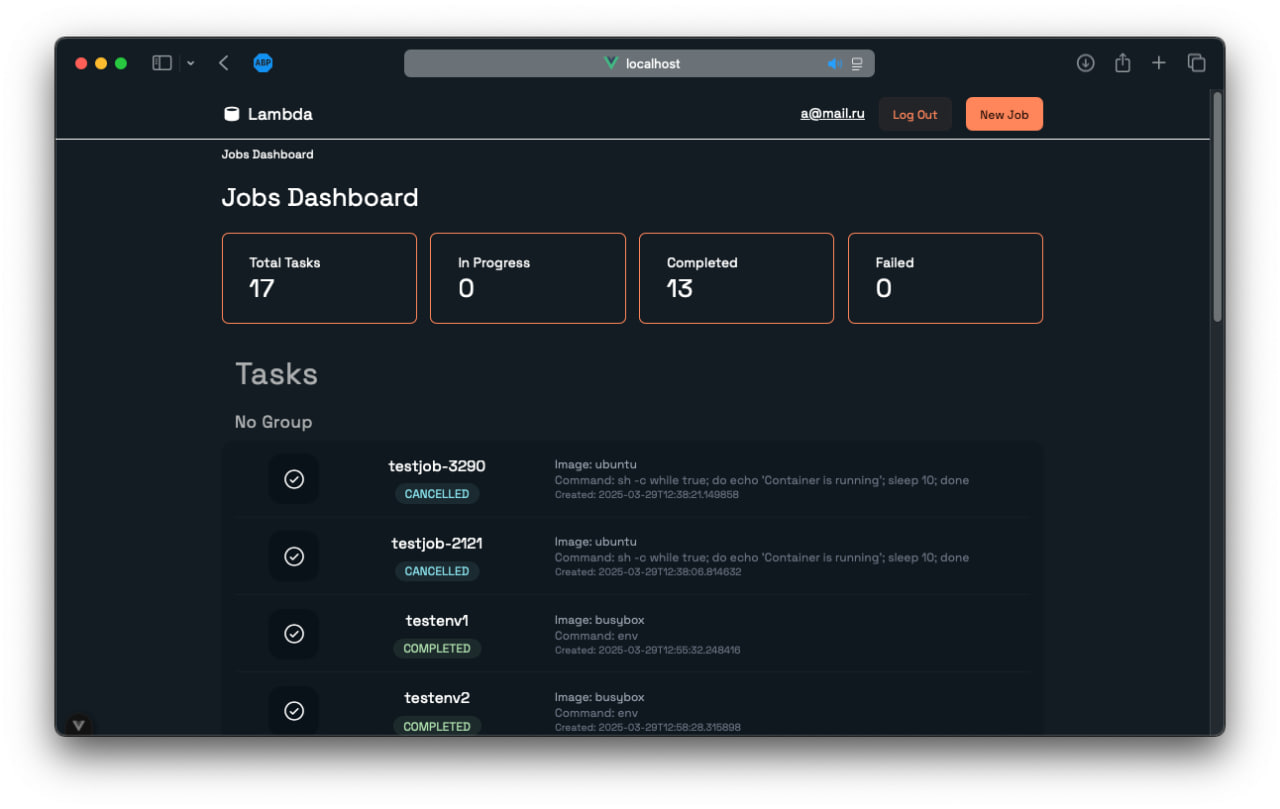 ABP
localhost
Lambda
a@mail.ru
Log Out
New Job
Jobs Dashboard
Jobs Dashboard
Total Tasks
17
In Progress
0
Completed
13
Failed
0
Tasks
No Group
testjob-3290
CANCELLED
Image: ubuntu
Command: sh -c while true; do echo 'Container is running'; sleep 10; done
Created: 2025-03-29T12:38:21.149858
testjob-2121
CANCELLED
Image: ubuntu
Command: sh -c while true; do echo 'Container is running'; sleep 10; done
Created: 2025-03-29T12:38:06.814632
testenv1
COMPLETED
Image: busybox
Command: env
Created: 2025-03-29T12:55:32.248416
testenv2
COMPLETED
Image: busybox
Command: env
Created: 2025-03-29T12:58:28.315898